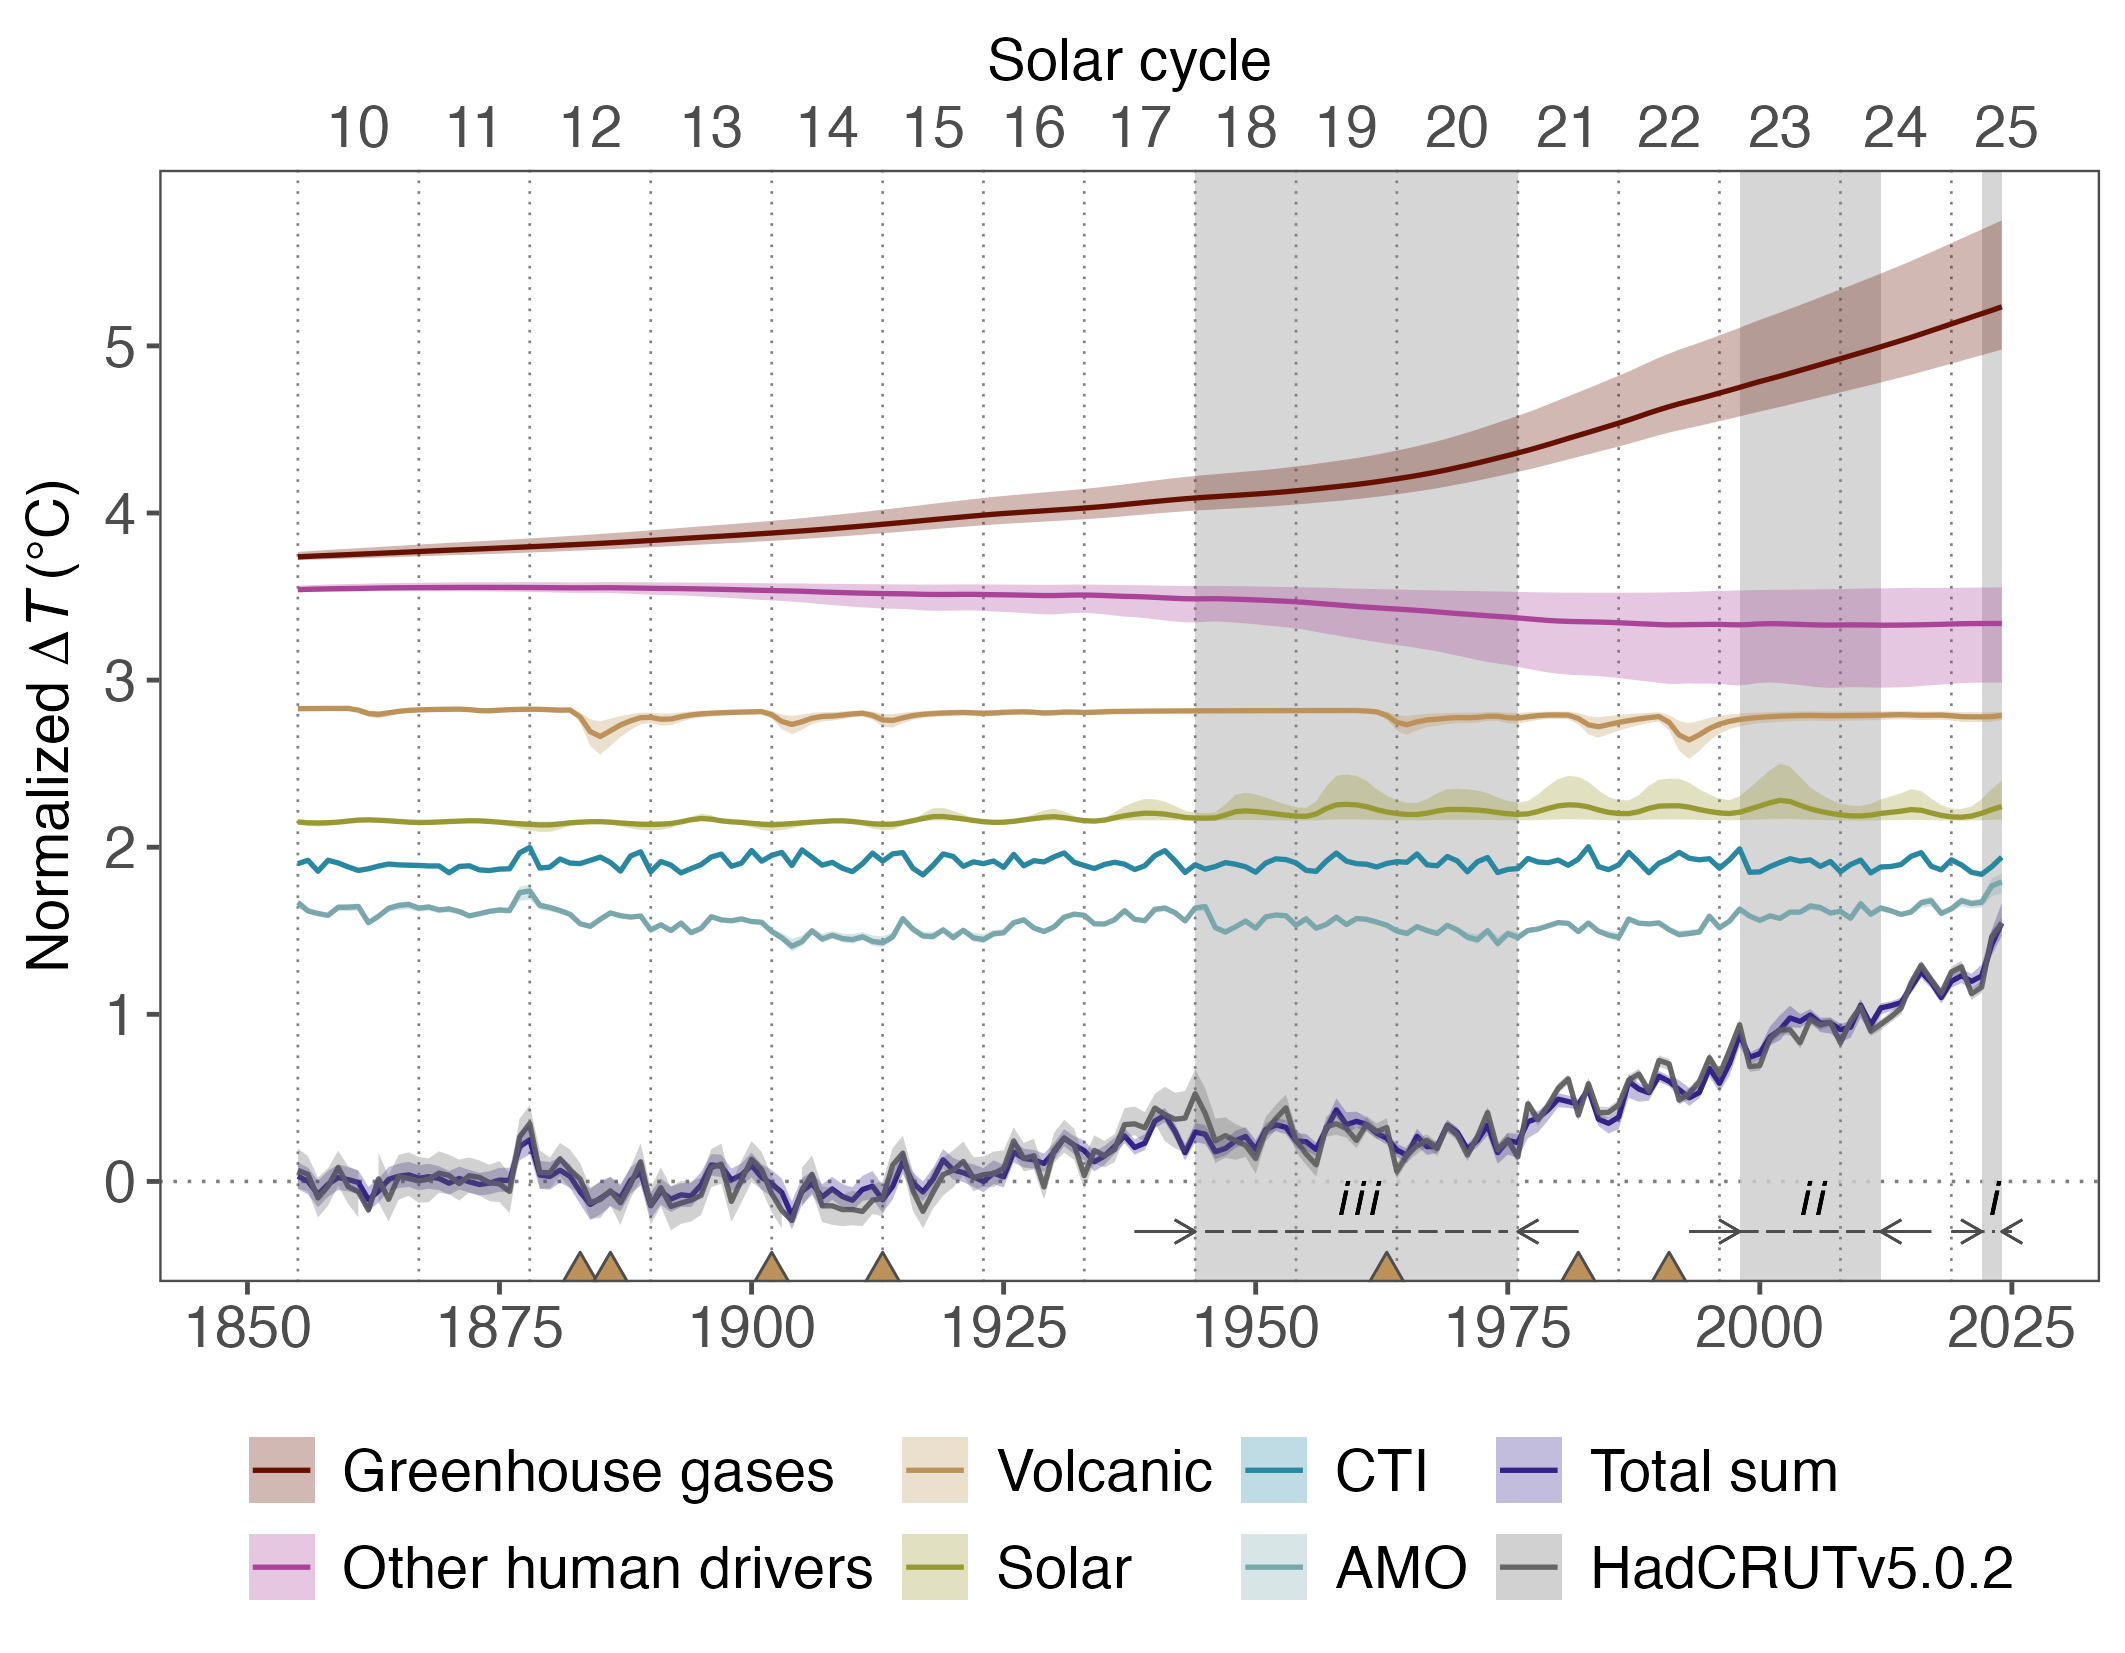 Solar cycle
10 11 12 13 14 15 16 17 18 19 20 21 22 23 24 25
Normalized Δ T (°C)
5
4
3
2
1
0
iii ii i
1850 1875 1900 1925 1950 1975 2000 2025
Greenhouse gases Volcanic CTI Total sum
Other human drivers Solar AMO HadCRUTv5.0.2